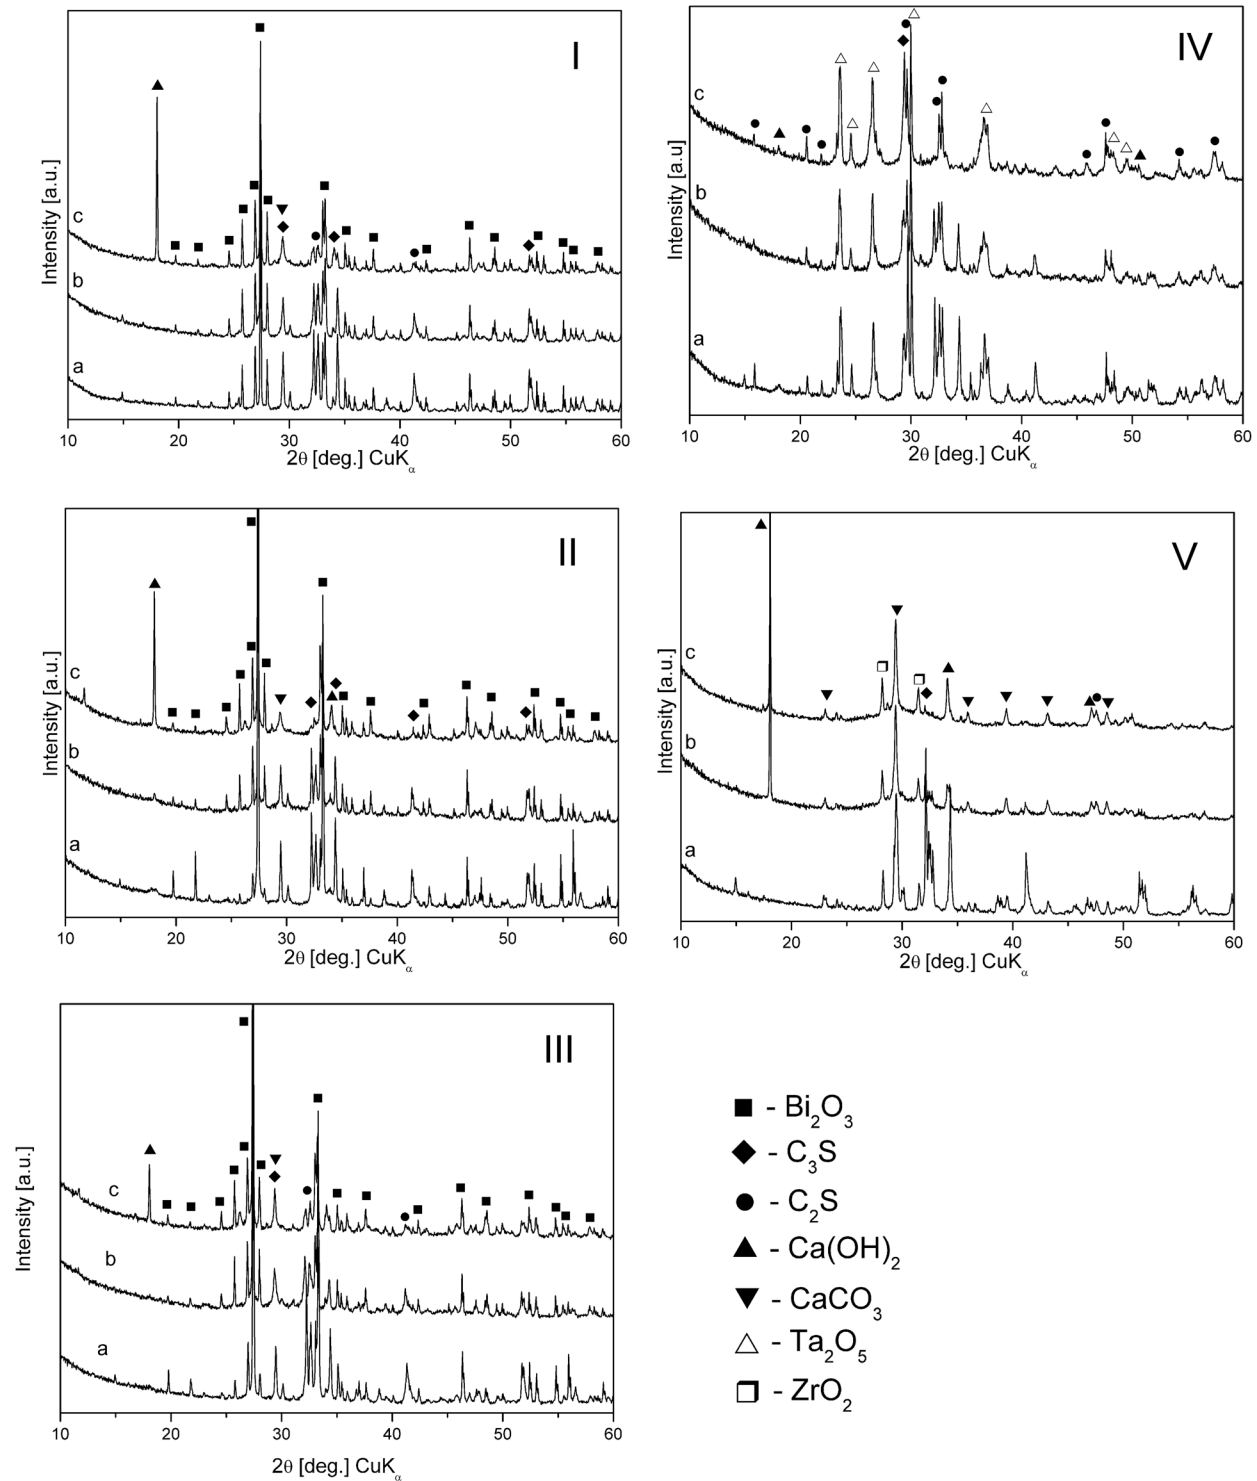 I
c
b
a
Intensity [a.u.]
10 20 30 40 50 60
2θ [deg.] CuKα
IV
c
b
a
Intensity [a.u]
10 20 30 40 50 60
2θ [deg.] CuKα
II
c
b
a
Intensity [a.u.]
10 20 30 40 50 60
2θ [deg.] CuKα
V
c
b
a
Intensity [a.u.]
10 20 30 40 50 60
2θ [deg.] CuKα
III
c
b
a
Intensity [a.u.]
10 20 30 40 50 60
2θ [deg.] CuKα
■ - Bi₂O₃
◆ - C₃S
● - C₂S
▲ - Ca(OH)₂
▼ - CaCO₃
△ - Ta₂O₅
❒ - ZrO₂